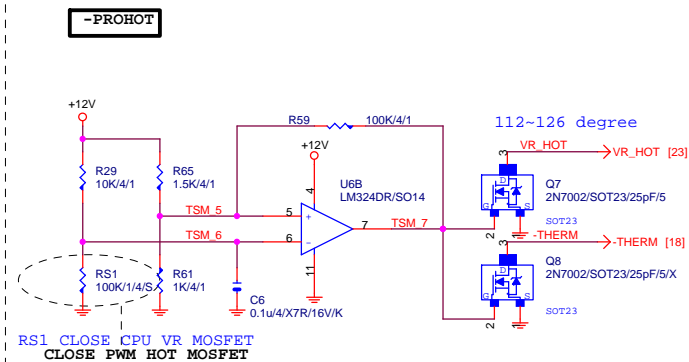 -PROHOT
+12V
R59
100K/4/1
112~126 degree
+12V
VR_HOT
VR_HOT [23]
R29
10K/4/1
R65
1.5K/4/1
U6B
LM324DR/SO14
Q7
2N7002/SOT23/25pF/5
SOT23
TSM_5
TSM_6
TSM_7
5
6
7
4
11
+
-
3
D
G
S
2
1
-THERM
-THERM [18]
3
D
G
S
2
1
Q8
2N7002/SOT23/25pF/5/X
SOT23
RS1
100K/1/4/S
R61
1K/4/1
C6
0.1u/4/X7R/16V/K
RS1 CLOSE CPU VR MOSFET
CLOSE PWM HOT MOSFET